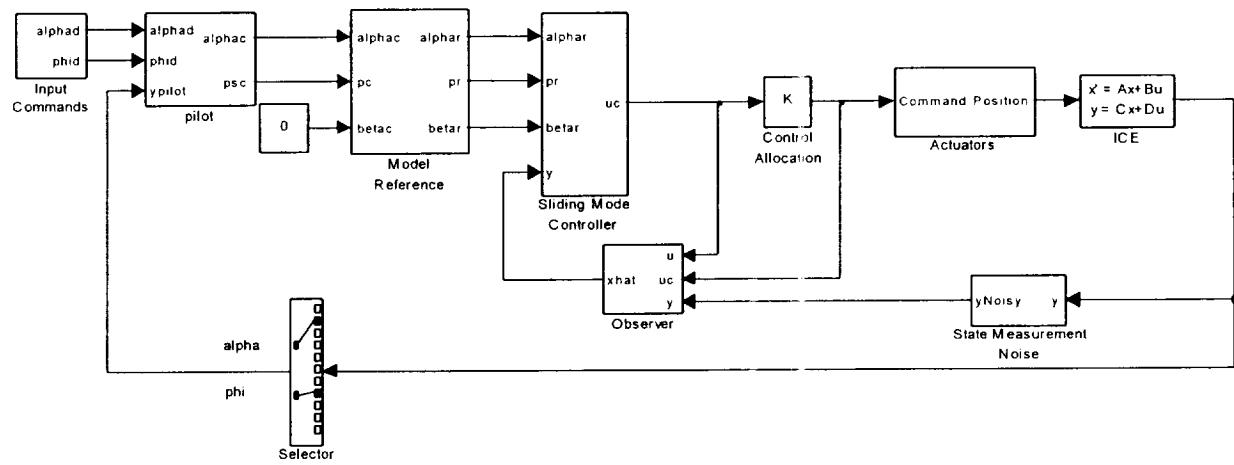 alphad
phid
Input
Commands
alphad
phid
ypilot
alphac
psc
pilot
0
alphac
pc
betac
alphar
pr
betar
Model
Reference
alphar
pr
betar
y
uc
Sliding Mode
Controller
K
Control
Allocation
Command Position
Actuators
x' = Ax+Bu
y = Cx+Du
ICE
xhat
u
uc
y
Observer
yNoisy
y
State Measurement
Noise
alpha
phi
Selector